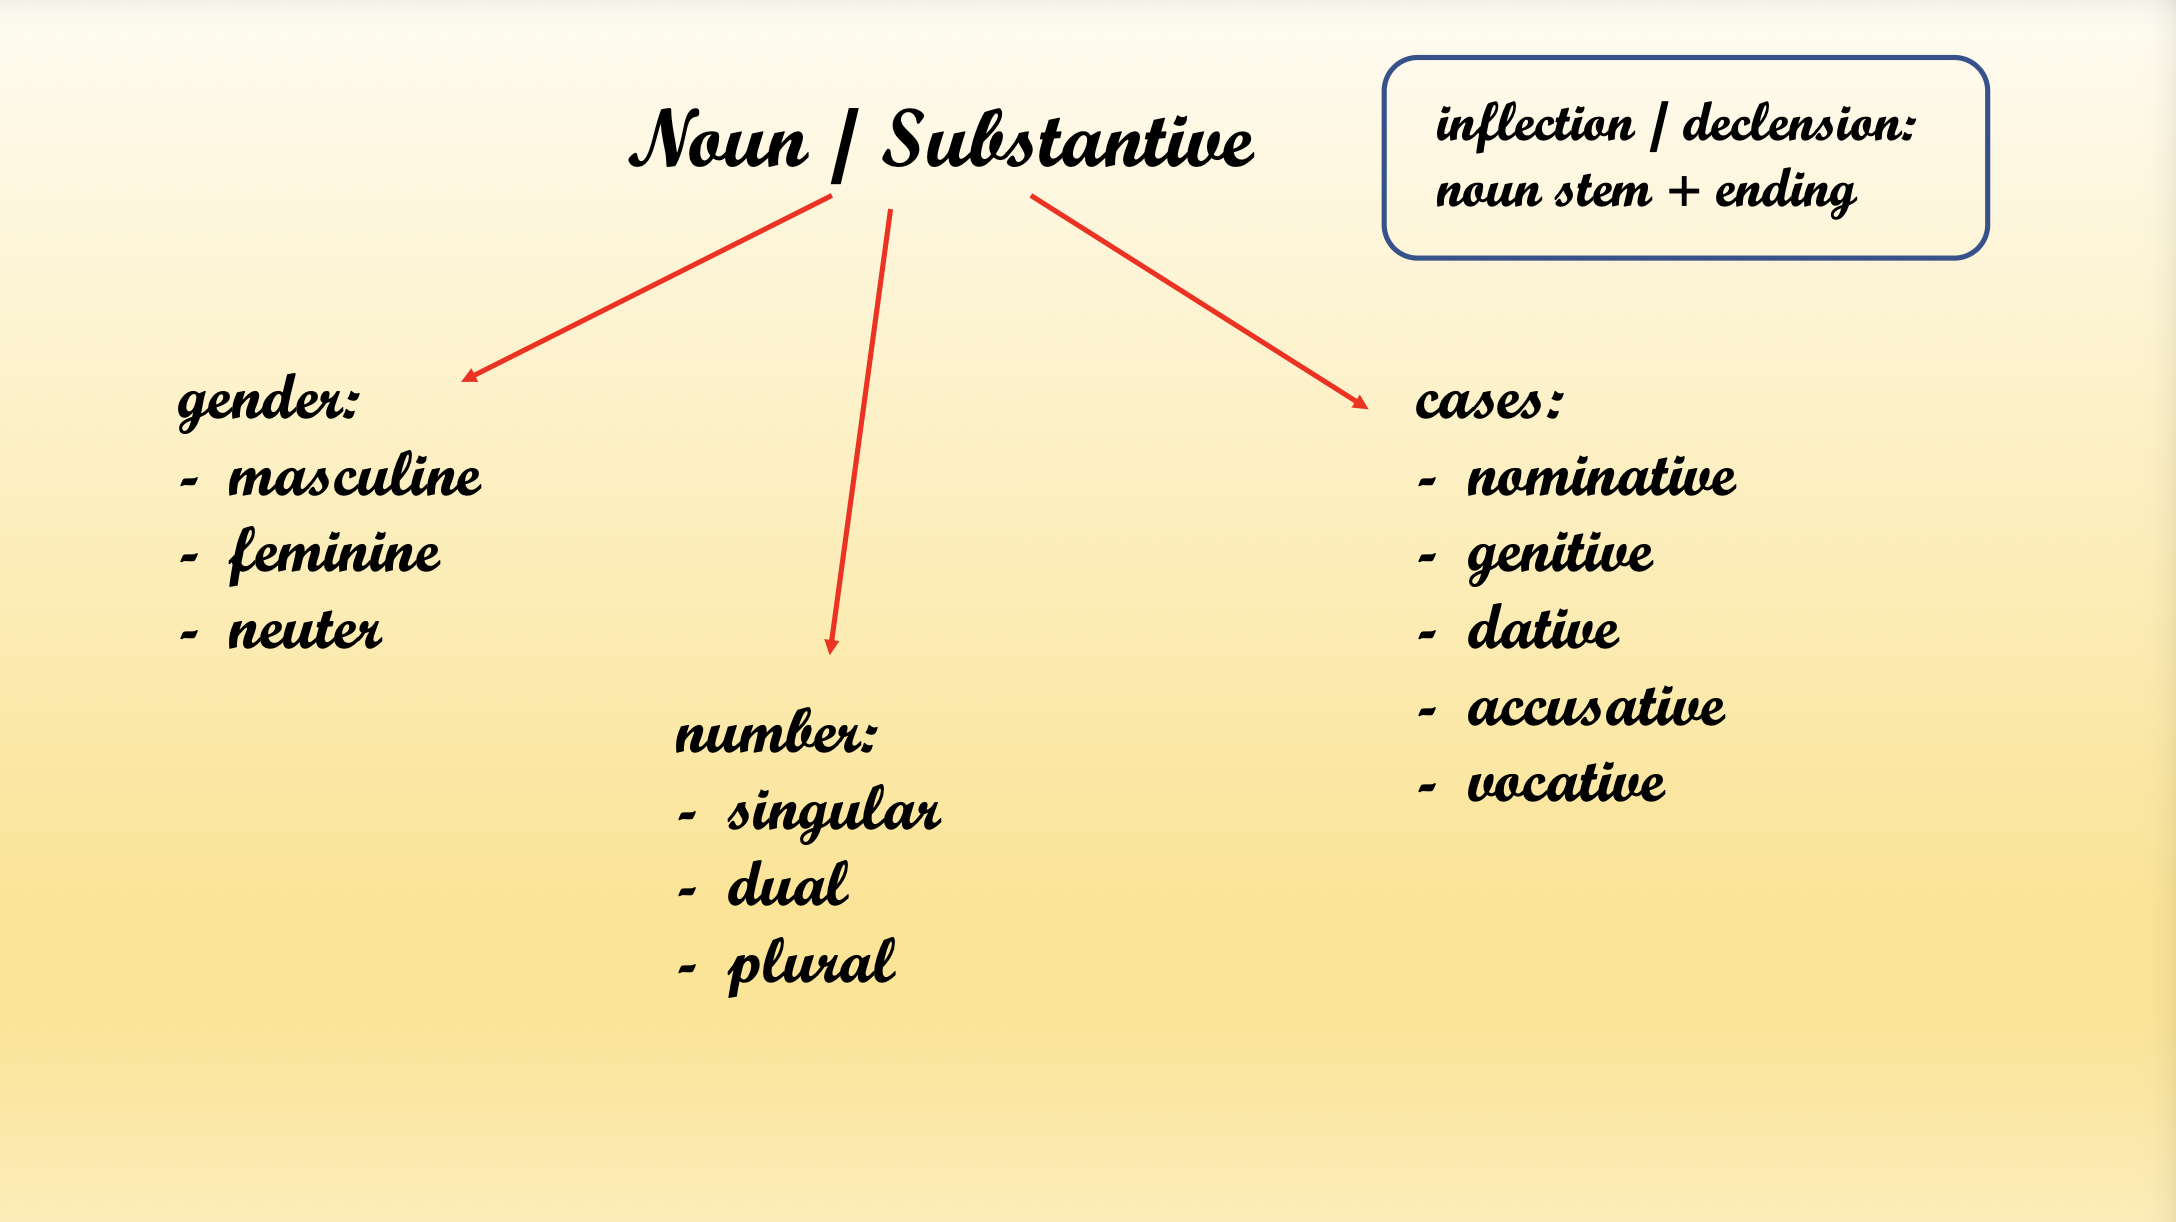 Noun / Substantive
inflection / declension:
noun stem + ending
gender:
- masculine
- feminine
- neuter
number:
- singular
- dual
- plural
cases:
- nominative
- genitive
- dative
- accusative
- vocative